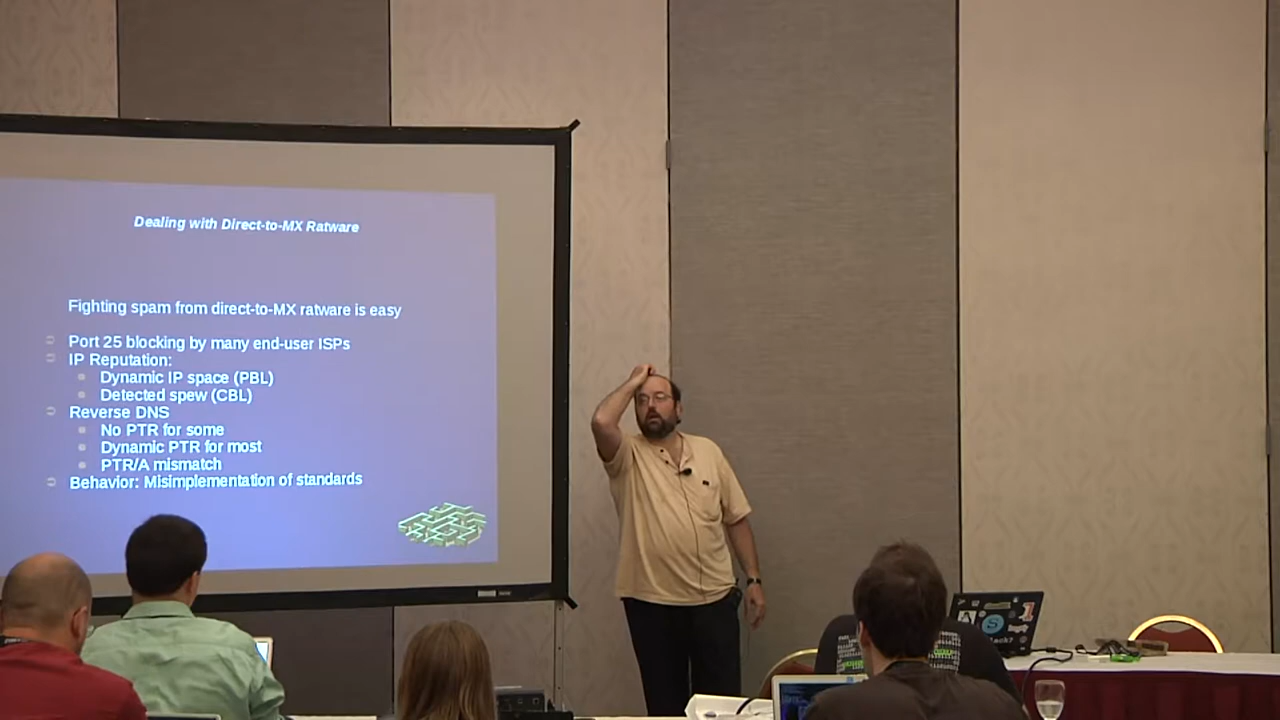 Dealing with Direct-to-MX Ratware
Fighting spam from direct-to-MX ratware is easy
Port 25 blocking by many end-user ISPs
IP Reputation:
Dynamic IP space (PBL)
Detected spew (CBL)
Reverse DNS
No PTR for some
Dynamic PTR for most
PTR/A mismatch
Behavior: Misimplementation of standards